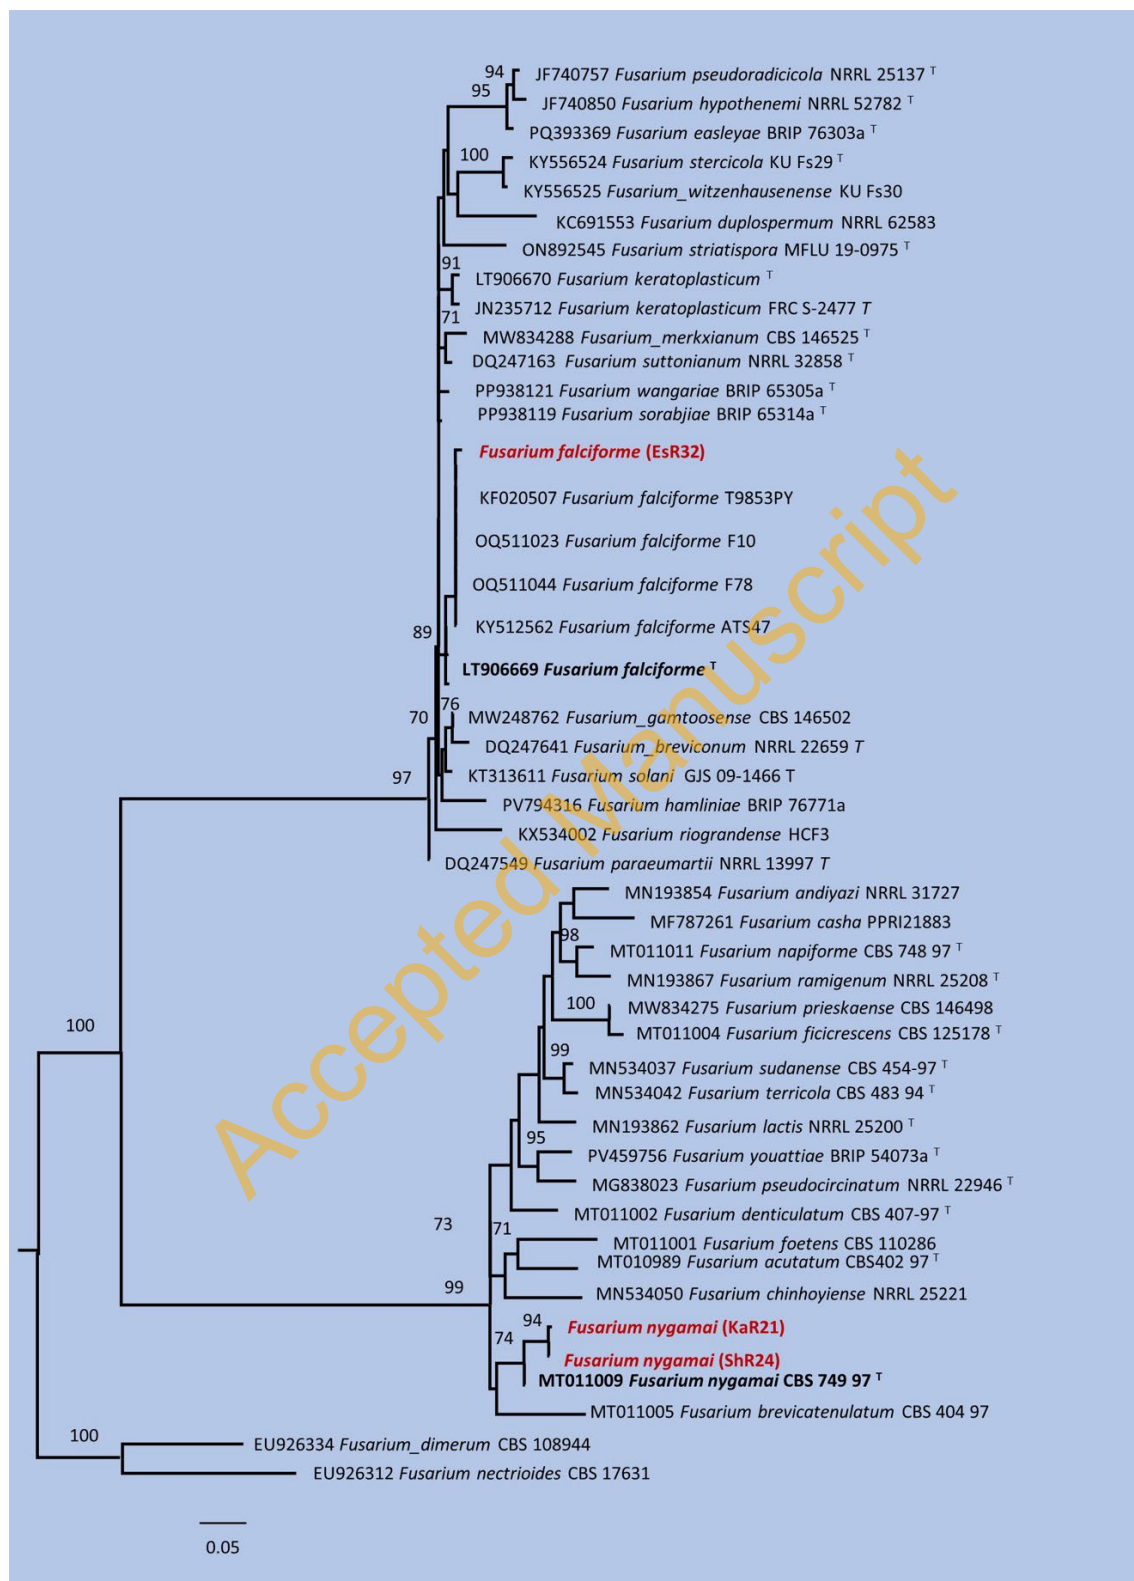 94
JF740757 Fusarium pseudoradicicola NRRL 25137 T
95
JF740850 Fusarium hypothenemi NRRL 52782 T
PQ393369 Fusarium easleyae BRIP 76303a T
100
KY556524 Fusarium stercicola KU Fs29 T
KY556525 Fusarium_witzenhausenense KU Fs30
KC691553 Fusarium duplospermum NRRL 62583
ON892545 Fusarium striatispora MFLU 19-0975 T
91
LT906670 Fusarium keratoplasticum T
JN235712 Fusarium keratoplasticum FRC S-2477 T
71
MW834288 Fusarium_merkxianum CBS 146525 T
DQ247163 Fusarium suttonianum NRRL 32858 T
PP938121 Fusarium wangariae BRIP 65305a T
PP938119 Fusarium sorabjiae BRIP 65314a T
Fusarium falciforme (EsR32)
KF020507 Fusarium falciforme T9853PY
OQ511023 Fusarium falciforme F10
OQ511044 Fusarium falciforme F78
KY512562 Fusarium falciforme ATS47
89
LT906669 Fusarium falciforme T
76
70
MW248762 Fusarium_gamtoosense CBS 146502
DQ247641 Fusarium_breviconum NRRL 22659 T
97
KT313611 Fusarium solani GJS 09-1466 T
PV794316 Fusarium hamliniae BRIP 76771a
KX534002 Fusarium riograndense HCF3
DQ247549 Fusarium paraeumartii NRRL 13997 T
MN193854 Fusarium andiyazi NRRL 31727
MF787261 Fusarium casha PPRI21883
98
MT011011 Fusarium napiforme CBS 748 97 T
MN193867 Fusarium ramigenum NRRL 25208 T
100
MW834275 Fusarium prieskaense CBS 146498
100
MT011004 Fusarium ficicrescens CBS 125178 T
99
MN534037 Fusarium sudanense CBS 454-97 T
MN534042 Fusarium terricola CBS 483 94 T
MN193862 Fusarium lactis NRRL 25200 T
95
PV459756 Fusarium youattiae BRIP 54073a T
MG838023 Fusarium pseudocircinatum NRRL 22946 T
MT011002 Fusarium denticulatum CBS 407-97 T
73
71
MT011001 Fusarium foetens CBS 110286
MT010989 Fusarium acutatum CBS402 97 T
99
MN534050 Fusarium chinhoyiense NRRL 25221
94
Fusarium nygamai (KaR21)
74
Fusarium nygamai (ShR24)
MT011009 Fusarium nygamai CBS 749 97 T
MT011005 Fusarium brevicatenulatum CBS 404 97
100
EU926334 Fusarium_dimerum CBS 108944
EU926312 Fusarium nectrioides CBS 17631
0.05
Accepted Manuscript